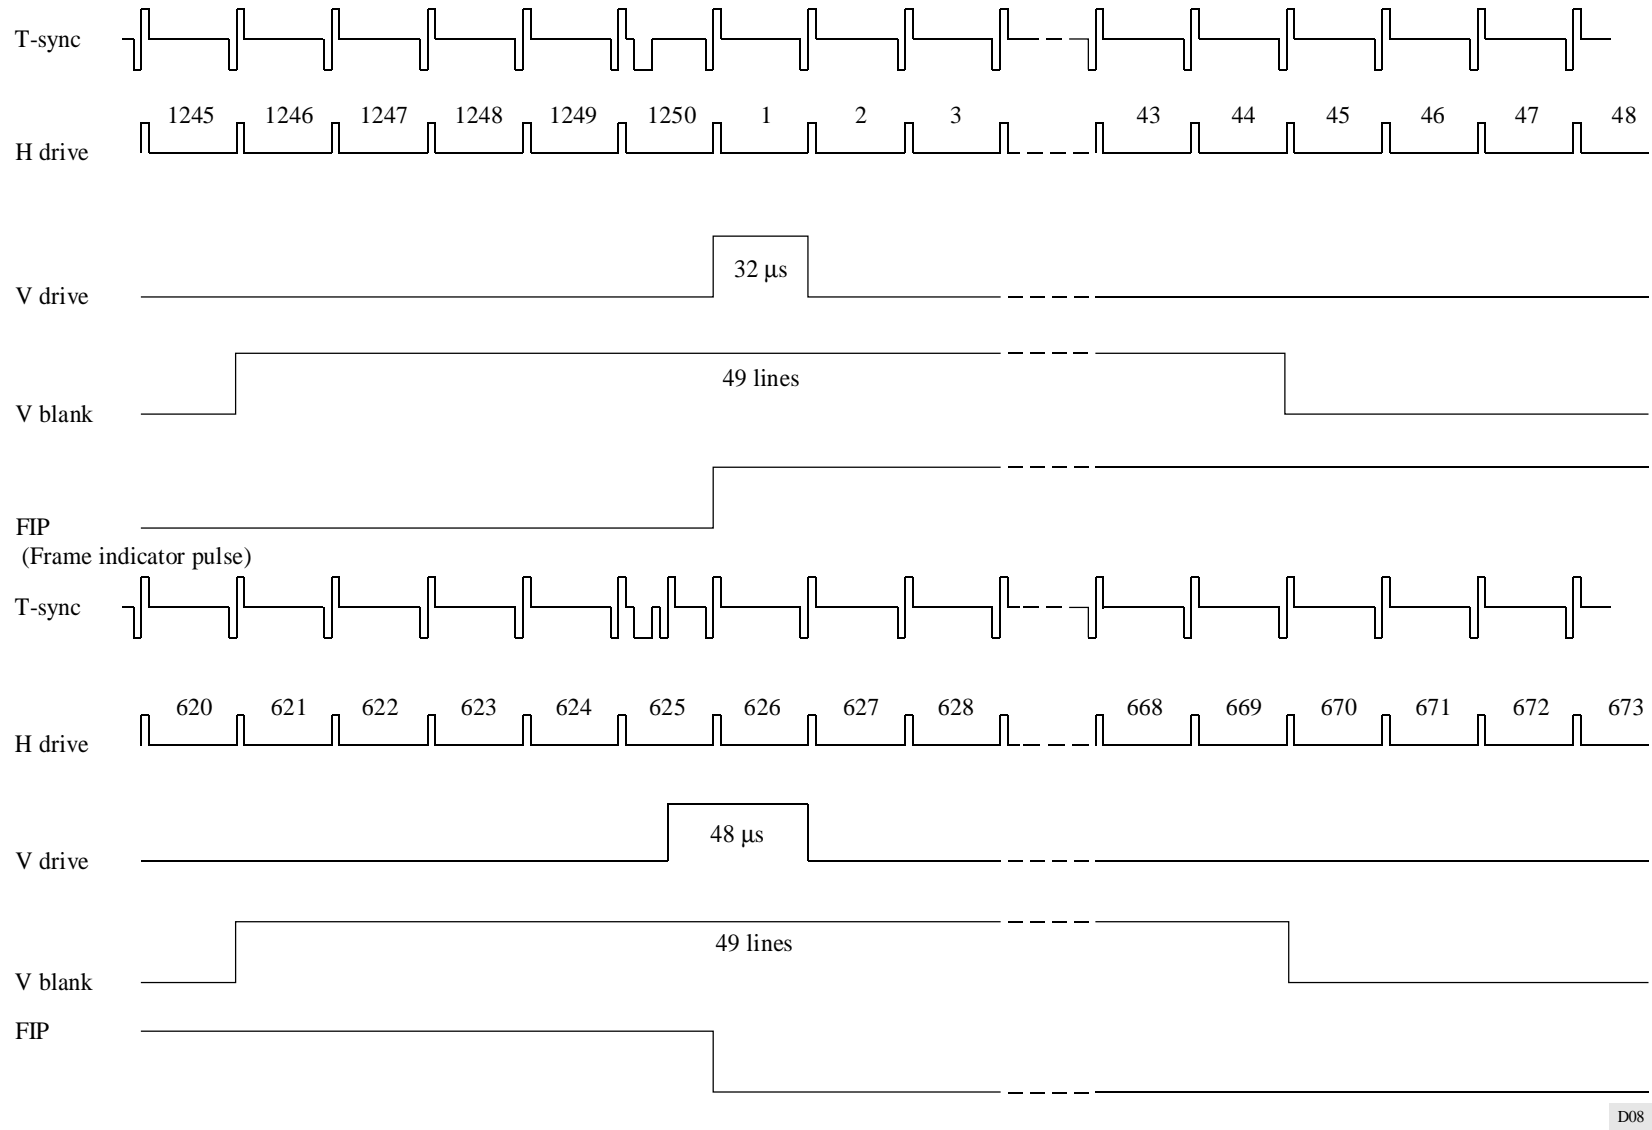 T-sync
1245 1246 1247 1248 1249 1250 1 2 3 43 44 45 46 47 48
H drive
32 μs
V drive
49 lines
V blank
FIP
(Frame indicator pulse)
T-sync
620 621 622 623 624 625 626 627 628 668 669 670 671 672 673
H drive
48 μs
V drive
49 lines
V blank
FIP
D08